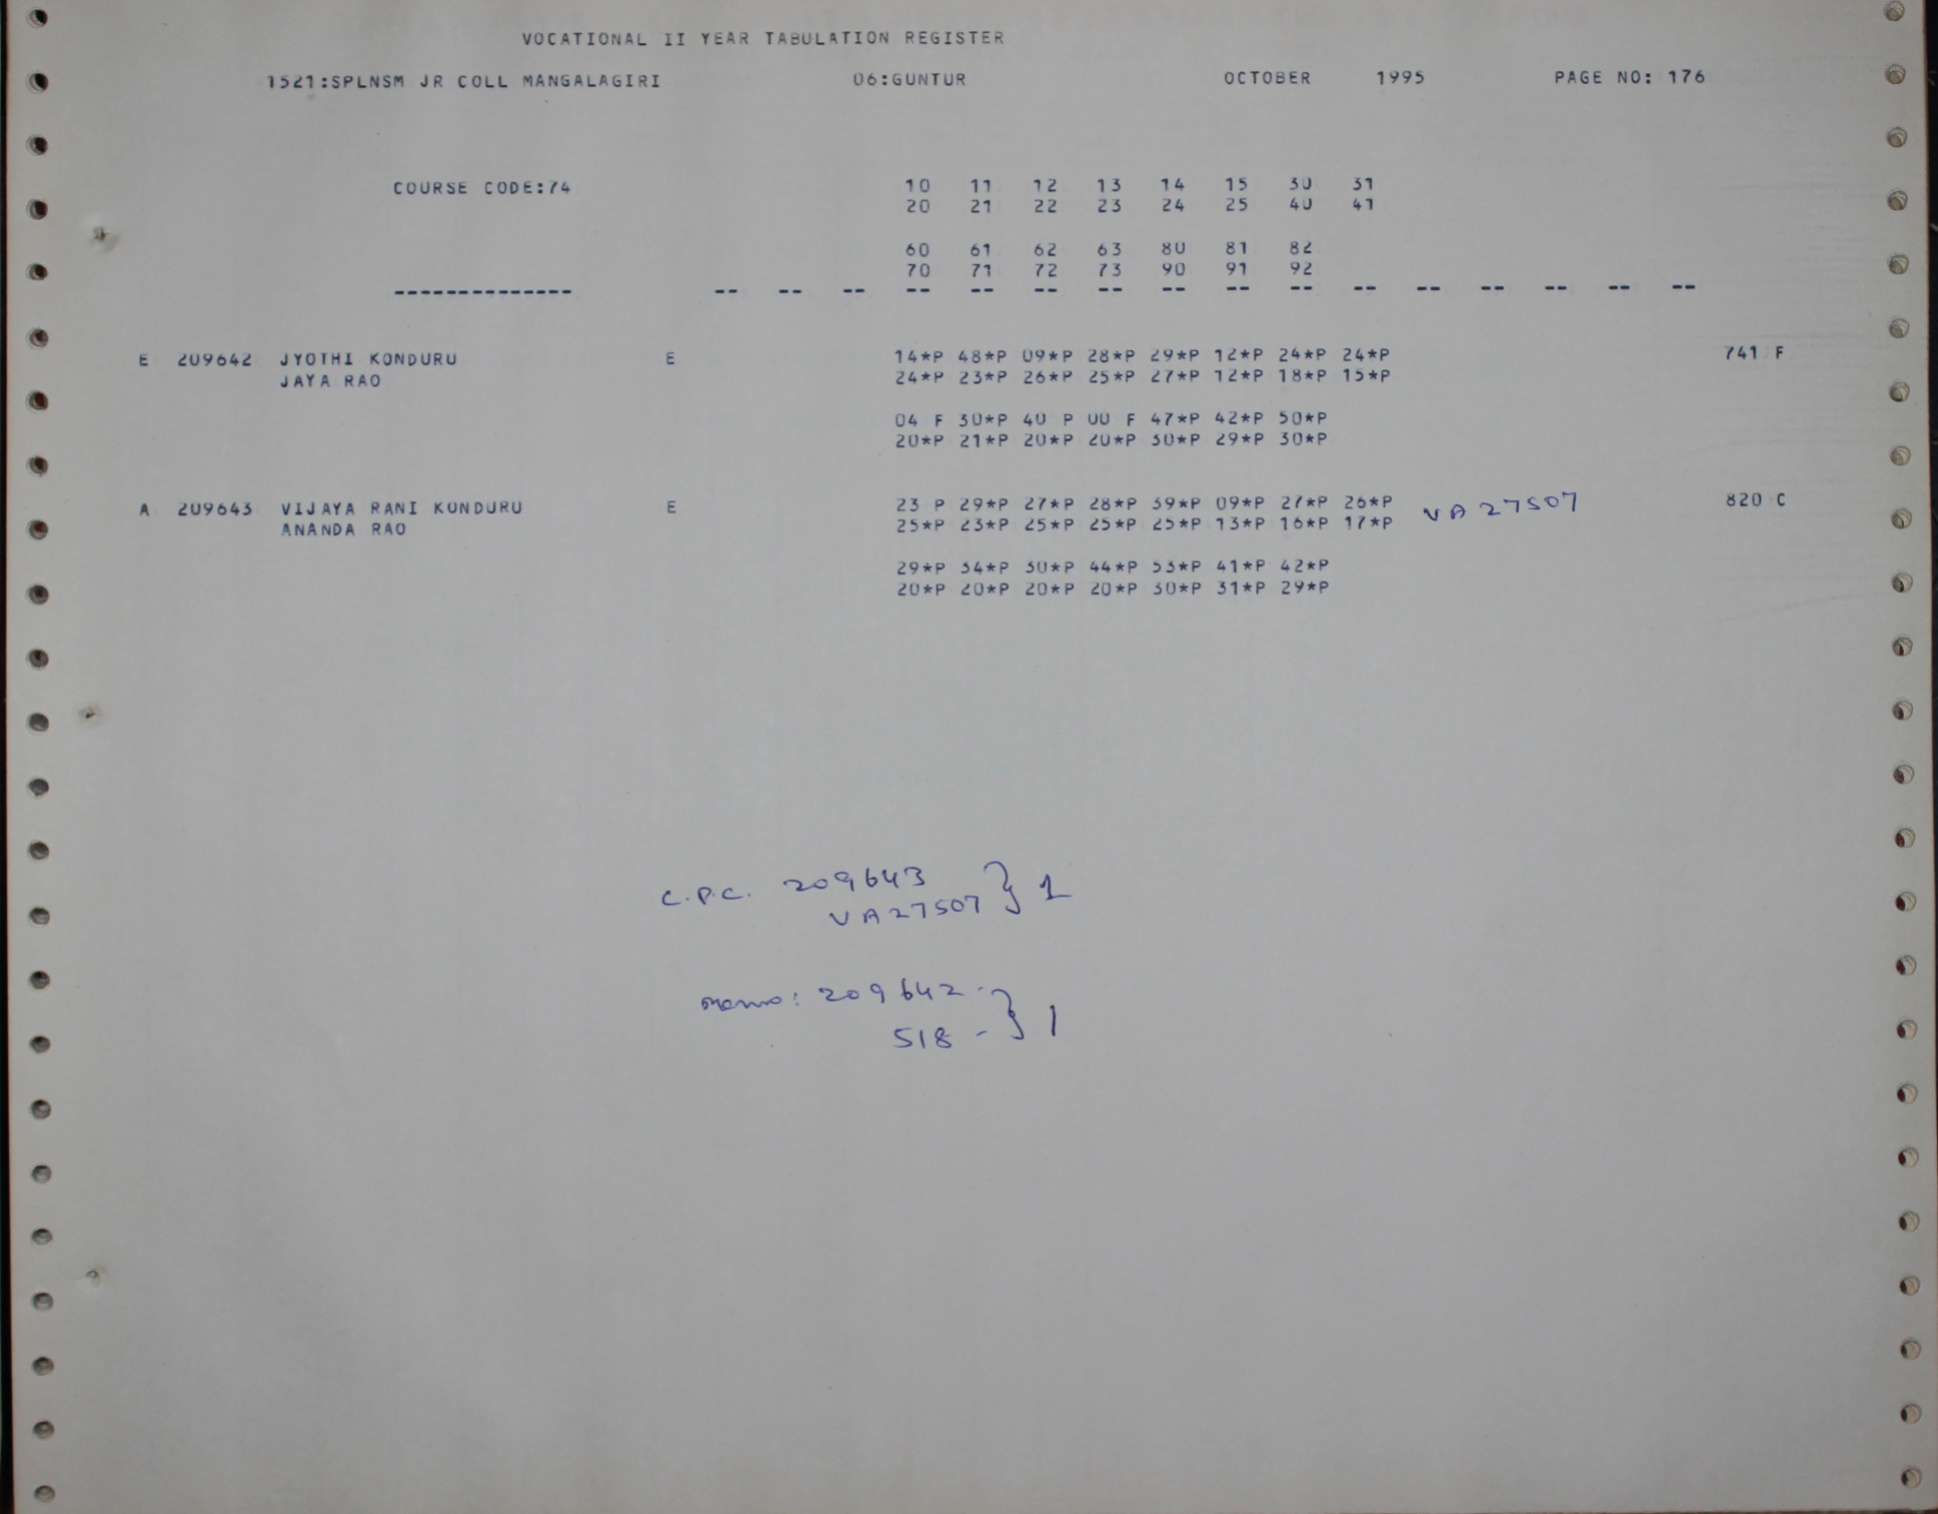 VOCATIONAL II YEAR TABULATION REGISTER
1521:SPLNSM JR COLL MANGALAGIRI 06:GUNTUR OCTOBER 1995 PAGE NO: 176
COURSE CODE:74 10 11 12 13 14 15 30 31
20 21 22 23 24 25 40 41
60 61 62 63 80 81 82
70 71 72 73 90 91 92
-------------- -- -- -- -- -- -- -- -- -- -- -- -- -- -- -- --
E 209642 JYOTHI KONDURU E 14*P 48*P 09*P 28*P 29*P 12*P 24*P 24*P 741 F
JAYA RAO 24*P 23*P 26*P 25*P 27*P 12*P 18*P 15*P
04 F 30*P 40 P 00 F 47*P 42*P 50*P
20*P 21*P 20*P 20*P 30*P 29*P 30*P
A 209643 VIJAYA RANI KONDURU E 23 P 29*P 27*P 28*P 39*P 09*P 27*P 26*P VA27507 820 C
ANANDA RAO 25*P 23*P 25*P 25*P 25*P 13*P 16*P 17*P
29*P 34*P 30*P 44*P 53*P 41*P 42*P
20*P 20*P 20*P 20*P 30*P 31*P 29*P
C.P.C. 209643 } 1
VA27507
memo: 209642 - } 1
518 -